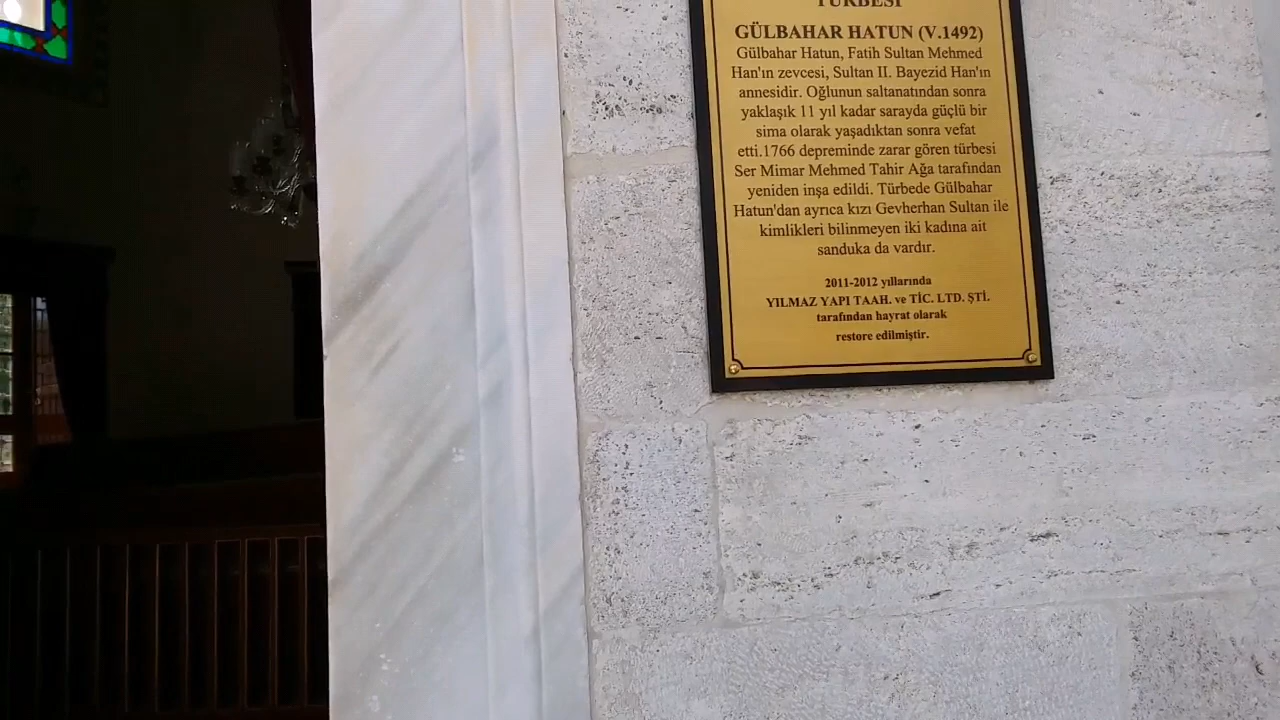 TÜRBESİ
GÜLBAHAR HATUN (V.1492)
Gülbahar Hatun, Fatih Sultan Mehmed
Han'ın zevcesi, Sultan II. Bayezid Han'ın
annesidir. Oğlunun saltanatından sonra
yaklaşık 11 yıl kadar sarayda güçlü bir
sima olarak yaşadıktan sonra vefat
etti.1766 depreminde zarar gören türbesi
Ser Mimar Mehmed Tahir Ağa tarafından
yeniden inşa edildi. Türbede Gülbahar
Hatun'dan ayrıca kızı Gevherhan Sultan ile
kimlikleri bilinmeyen iki kadına ait
sanduka da vardır.
2011-2012 yıllarında
YILMAZ YAPI TAAH. ve TİC. LTD. ŞTİ.
tarafından hayrat olarak
restore edilmiştir.